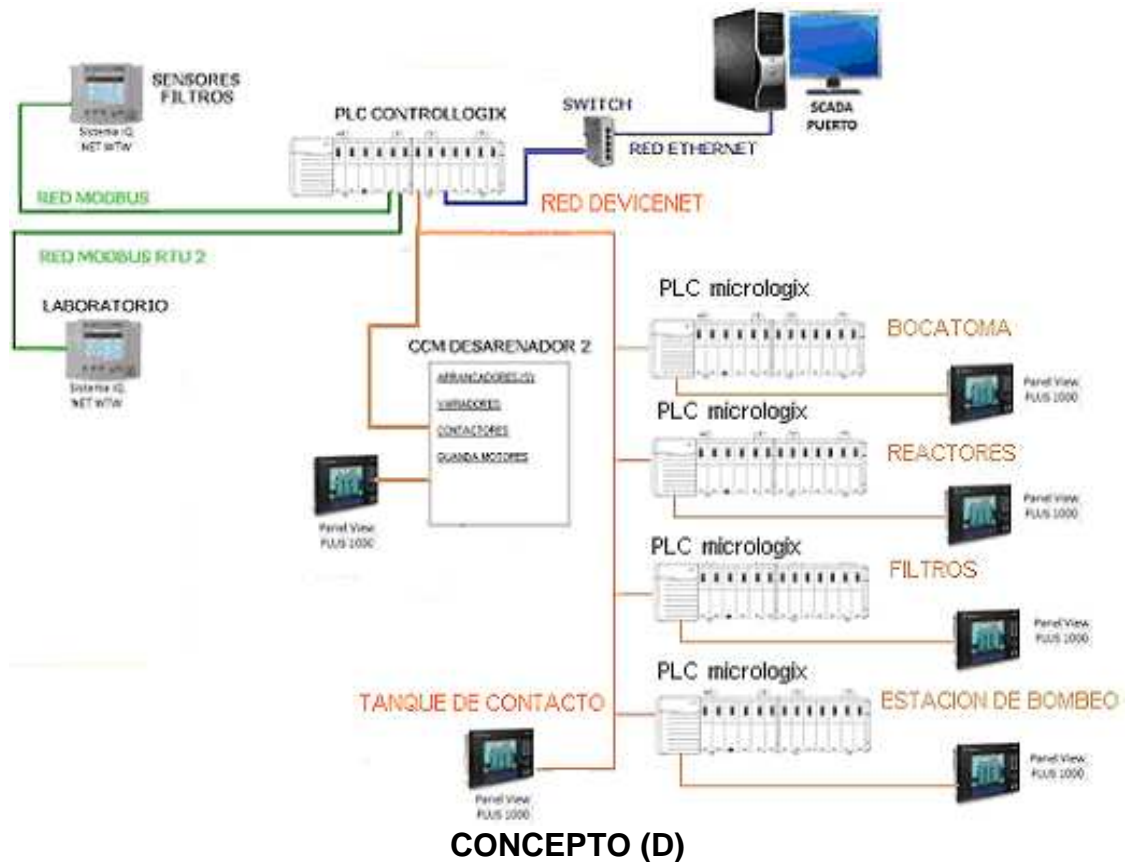 SENSORES
FILTROS
Sistema IQ
NET WTW
PLC CONTROLLOGIX
SWITCH
SCADA
PUERTO
RED ETHERNET
RED MODBUS
RED DEVICENET
RED MODBUS RTU 2
LABORATORIO
Sistema IQ
NET WTW
CCM DESARENADOR 2
ARRANCADORES
VARIADORES
CONTACTORES
GUANDA MOTORES
Panel View
PLUS 1000
PLC micrologix
BOCATOMA
Panel View
PLUS 1000
PLC micrologix
REACTORES
Panel View
PLUS 1000
PLC micrologix
FILTROS
Panel View
PLUS 1000
PLC micrologix
ESTACION DE BOMBEO
Panel View
PLUS 1000
TANQUE DE CONTACTO
Panel View
PLUS 1000
CONCEPTO (D)